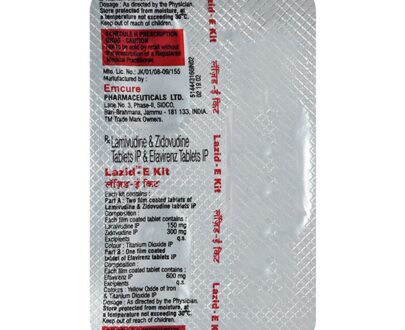 Dosage : As directed by the Physician.
Store protected from moisture, at
a temperature not exceeding 30°C.
Keep out of reach of children.
SCHEDULE H PRESCRIPTION
DRUG - CAUTION
Not to be sold by retail without
the prescription of a Registered
Medical Practitioner.
Mfg. Lic. No.: JK/01/08-09/155
Manufactured by :
Emcure
PHARMACEUTICALS LTD.
Lane No. 3, Phase-II, SIDCO,
Bari-Brahmana, Jammu - 181 133, INDIA.
TM Trade Mark Owners.
Rx Lamivudine & Zidovudine
Tablets IP & Efavirenz Tablets IP
Lazid™-E Kit
लॅज़िड-ई किट
Each kit contains :
Part A : Two film coated tablets of
Lamivudine & Zidovudine tablets IP
Composition :
Each film coated tablet contains :
Lamivudine IP 150 mg
Zidovudine IP 300 mg
Excipients q.s.
Colour : Titanium Dioxide IP
Part B : One film coated
tablet of Efavirenz tablets IP
Composition :
Each film coated tablet contains :
Efavirenz IP 600 mg
Excipients q.s.
Colours : Yellow Oxide of Iron
& Titanium Dioxide IP
Dosage : As directed by the Physician.
Store protected from moisture, at
a temperature not exceeding 30°C.
Keep out of reach of children.
02 19 02
-E Kit
लॅज़िड-ई किट
Lazid™-E Kit
लॅज़िड-ई किट
Lazid™-E